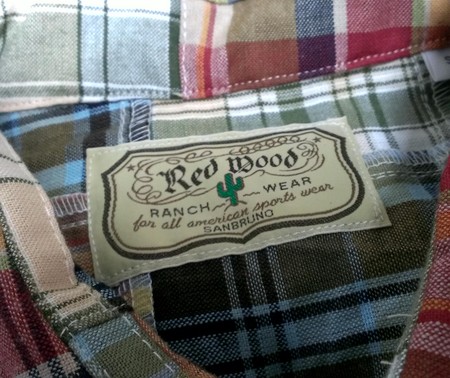 Red Wood
RANCH WEAR
for all american sports wear
SANBRUNO